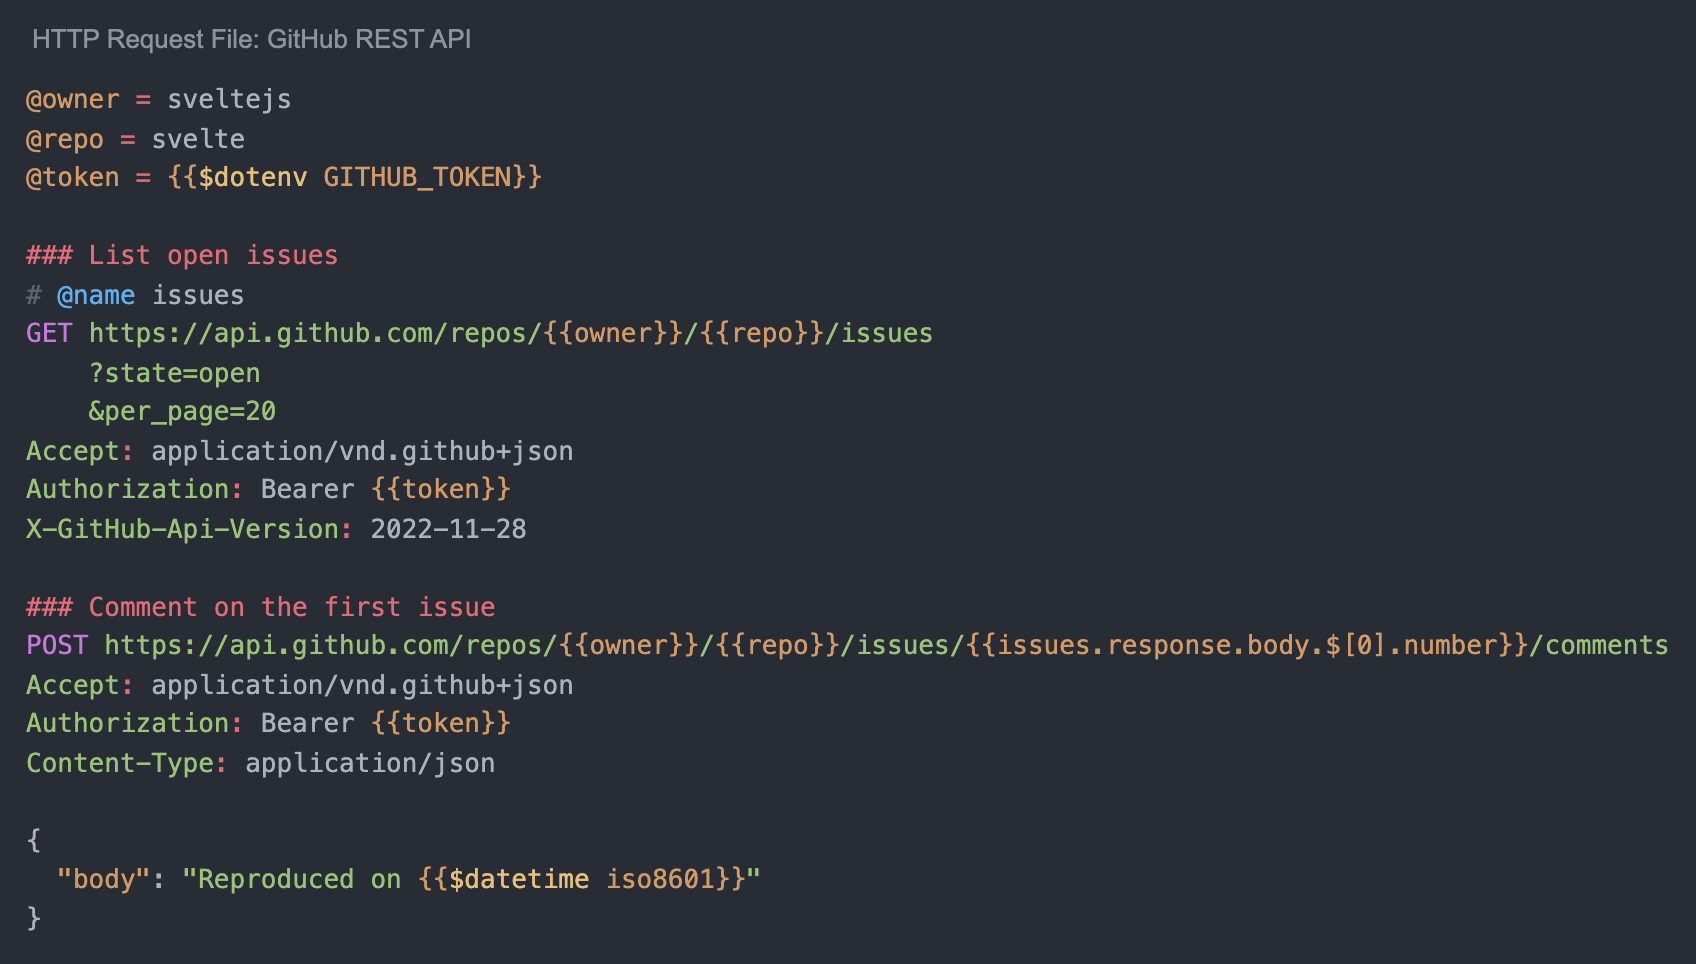 HTTP Request File: GitHub REST API
@owner = sveltejs
@repo = svelte
@token = {{$dotenv GITHUB_TOKEN}}

### List open issues
# @name issues
GET https://api.github.com/repos/{{owner}}/{{repo}}/issues
    ?state=open
    &per_page=20
Accept: application/vnd.github+json
Authorization: Bearer {{token}}
X-GitHub-Api-Version: 2022-11-28

### Comment on the first issue
POST https://api.github.com/repos/{{owner}}/{{repo}}/issues/{{issues.response.body.$[0].number}}/comments
Accept: application/vnd.github+json
Authorization: Bearer {{token}}
Content-Type: application/json

{
  "body": "Reproduced on {{$datetime iso8601}}"
}